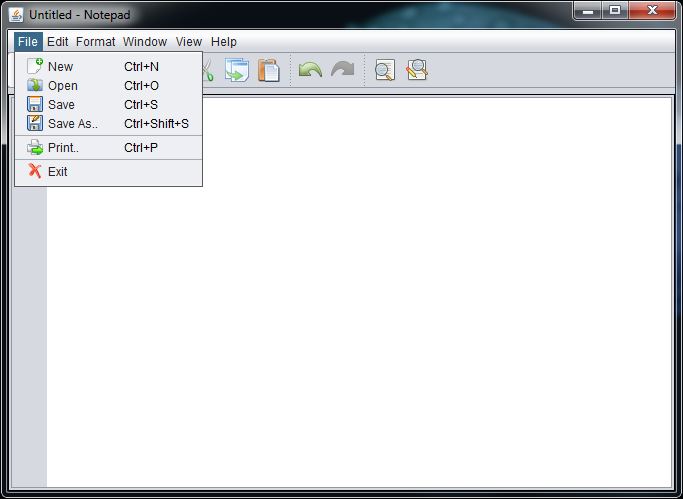 Untitled - Notepad
File Edit Format Window View Help
New Ctrl+N
Open Ctrl+O
Save Ctrl+S
Save As.. Ctrl+Shift+S
Print.. Ctrl+P
Exit